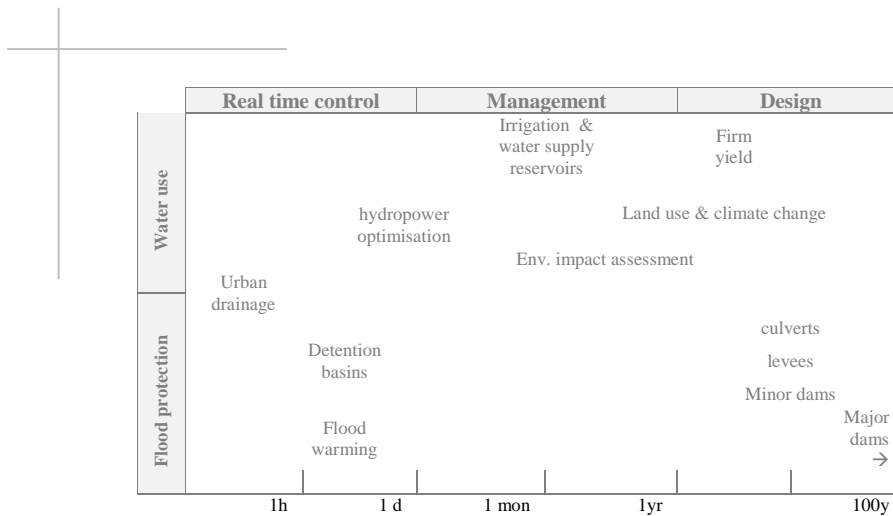 Real time control
Management
Design
Water use
Irrigation &
water supply
reservoirs
Firm
yield
hydropower
optimisation
Land use & climate change
Env. impact assessment
Urban
drainage
Flood protection
culverts
Detention
basins
levees
Minor dams
Flood
warming
Major
dams
→
1h
1 d
1 mon
1yr
100y